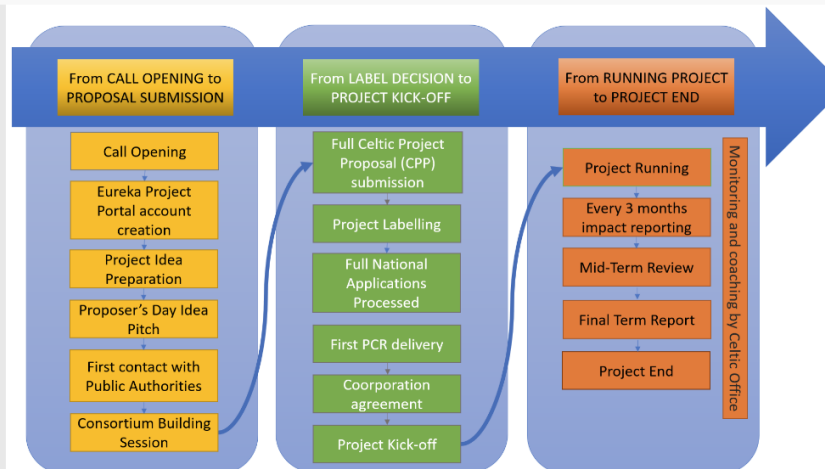 From CALL OPENING to
PROPOSAL SUBMISSION
Call Opening
Eureka Project
Portal account
creation
Project Idea
Preparation
Proposer's Day Idea
Pitch
First contact with
Public Authorities
Consortium Building
Session
From LABEL DECISION to
PROJECT KICK-OFF
Full Celtic Project
Proposal (CPP)
submission
Project Labelling
Full National
Applications
Processed
First PCR delivery
Coorporation
agreement
Project Kick-off
From RUNNING PROJECT
to PROJECT END
Project Running
Every 3 months
impact reporting
Mid-Term Review
Final Term Report
Project End
Monitoring and coaching by Celtic Office